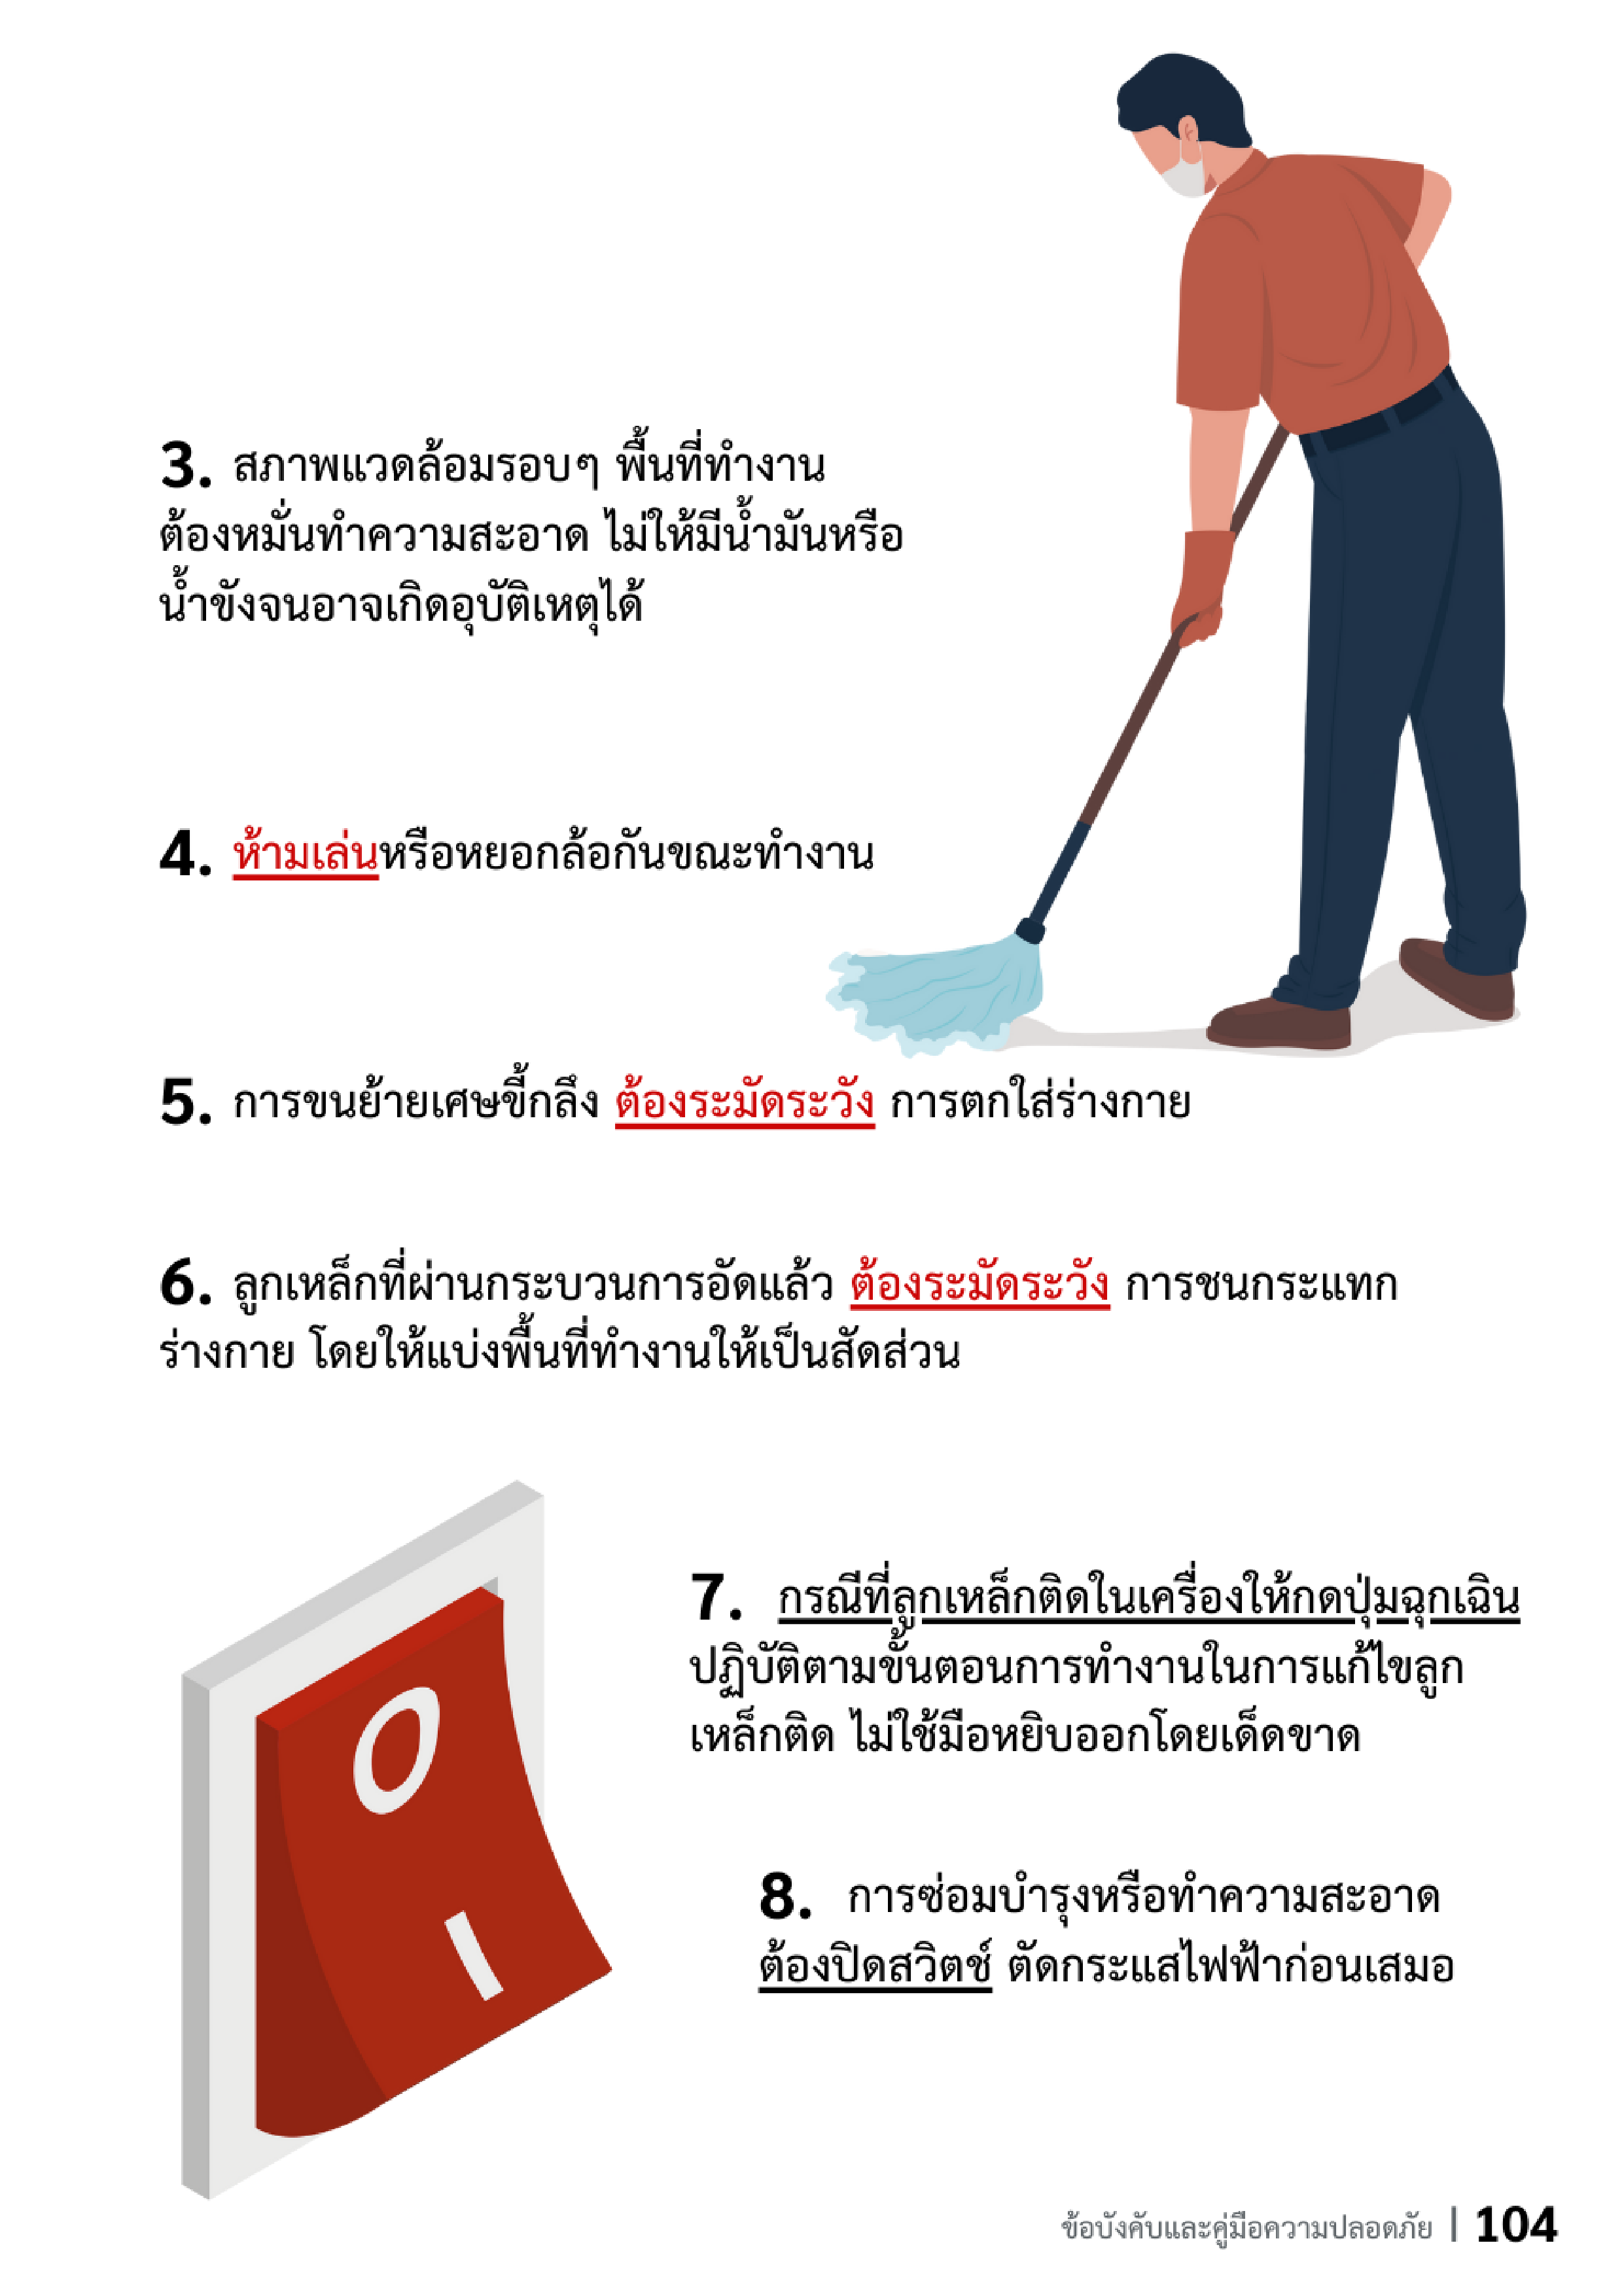 3. สภาพแวดล้อมรอบๆ พื้นที่ทำงาน
ต้องหมั่นทำความสะอาด ไม่ให้มีน้ำมันหรือ
น้ำขังจนอาจเกิดอุบัติเหตุได้
4. ห้ามเล่นหรือหยอกล้อกันขณะทำงาน
5. การขนย้ายเศษขี้กลึง ต้องระมัดระวัง การตกใส่ร่างกาย
6. ลูกเหล็กที่ผ่านกระบวนการอัดแล้ว ต้องระมัดระวัง การชนกระแทก
ร่างกาย โดยให้แบ่งพื้นที่ทำงานให้เป็นสัดส่วน
7. กรณีที่ลูกเหล็กติดในเครื่องให้กดปุ่มฉุกเฉิน
ปฏิบัติตามขั้นตอนการทำงานในการแก้ไขลูก
เหล็กติด ไม่ใช้มือหยิบออกโดยเด็ดขาด
8. การซ่อมบำรุงหรือทำความสะอาด
ต้องปิดสวิตช์ ตัดกระแสไฟฟ้าก่อนเสมอ
ข้อบังคับและคู่มือความปลอดภัย | 104